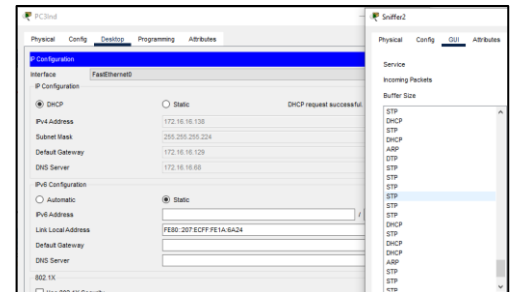 PC3Ind
Physical Config Desktop Programming Attributes
IP Configuration
Interface FastEthernet0
IP Configuration
DHCP Static DHCP request successful.
IPv4 Address 172.16.16.138
Subnet Mask 255.255.255.224
Default Gateway 172.16.16.129
DNS Server 172.16.16.66
IPv6 Configuration
Automatic Static
IPv6 Address /
Link Local Address FE80::207:ECFF:FE1A:6A24
Default Gateway
DNS Server
802.1X
Sniffer2
Physical Config GUI Attributes
Service
Incoming Packets
Buffer Size
STP
DHCP
STP
DHCP
ARP
DTP
STP
STP
STP
STP
STP
STP
DHCP
STP
DHCP
DHCP
ARP
STP
STP
STP